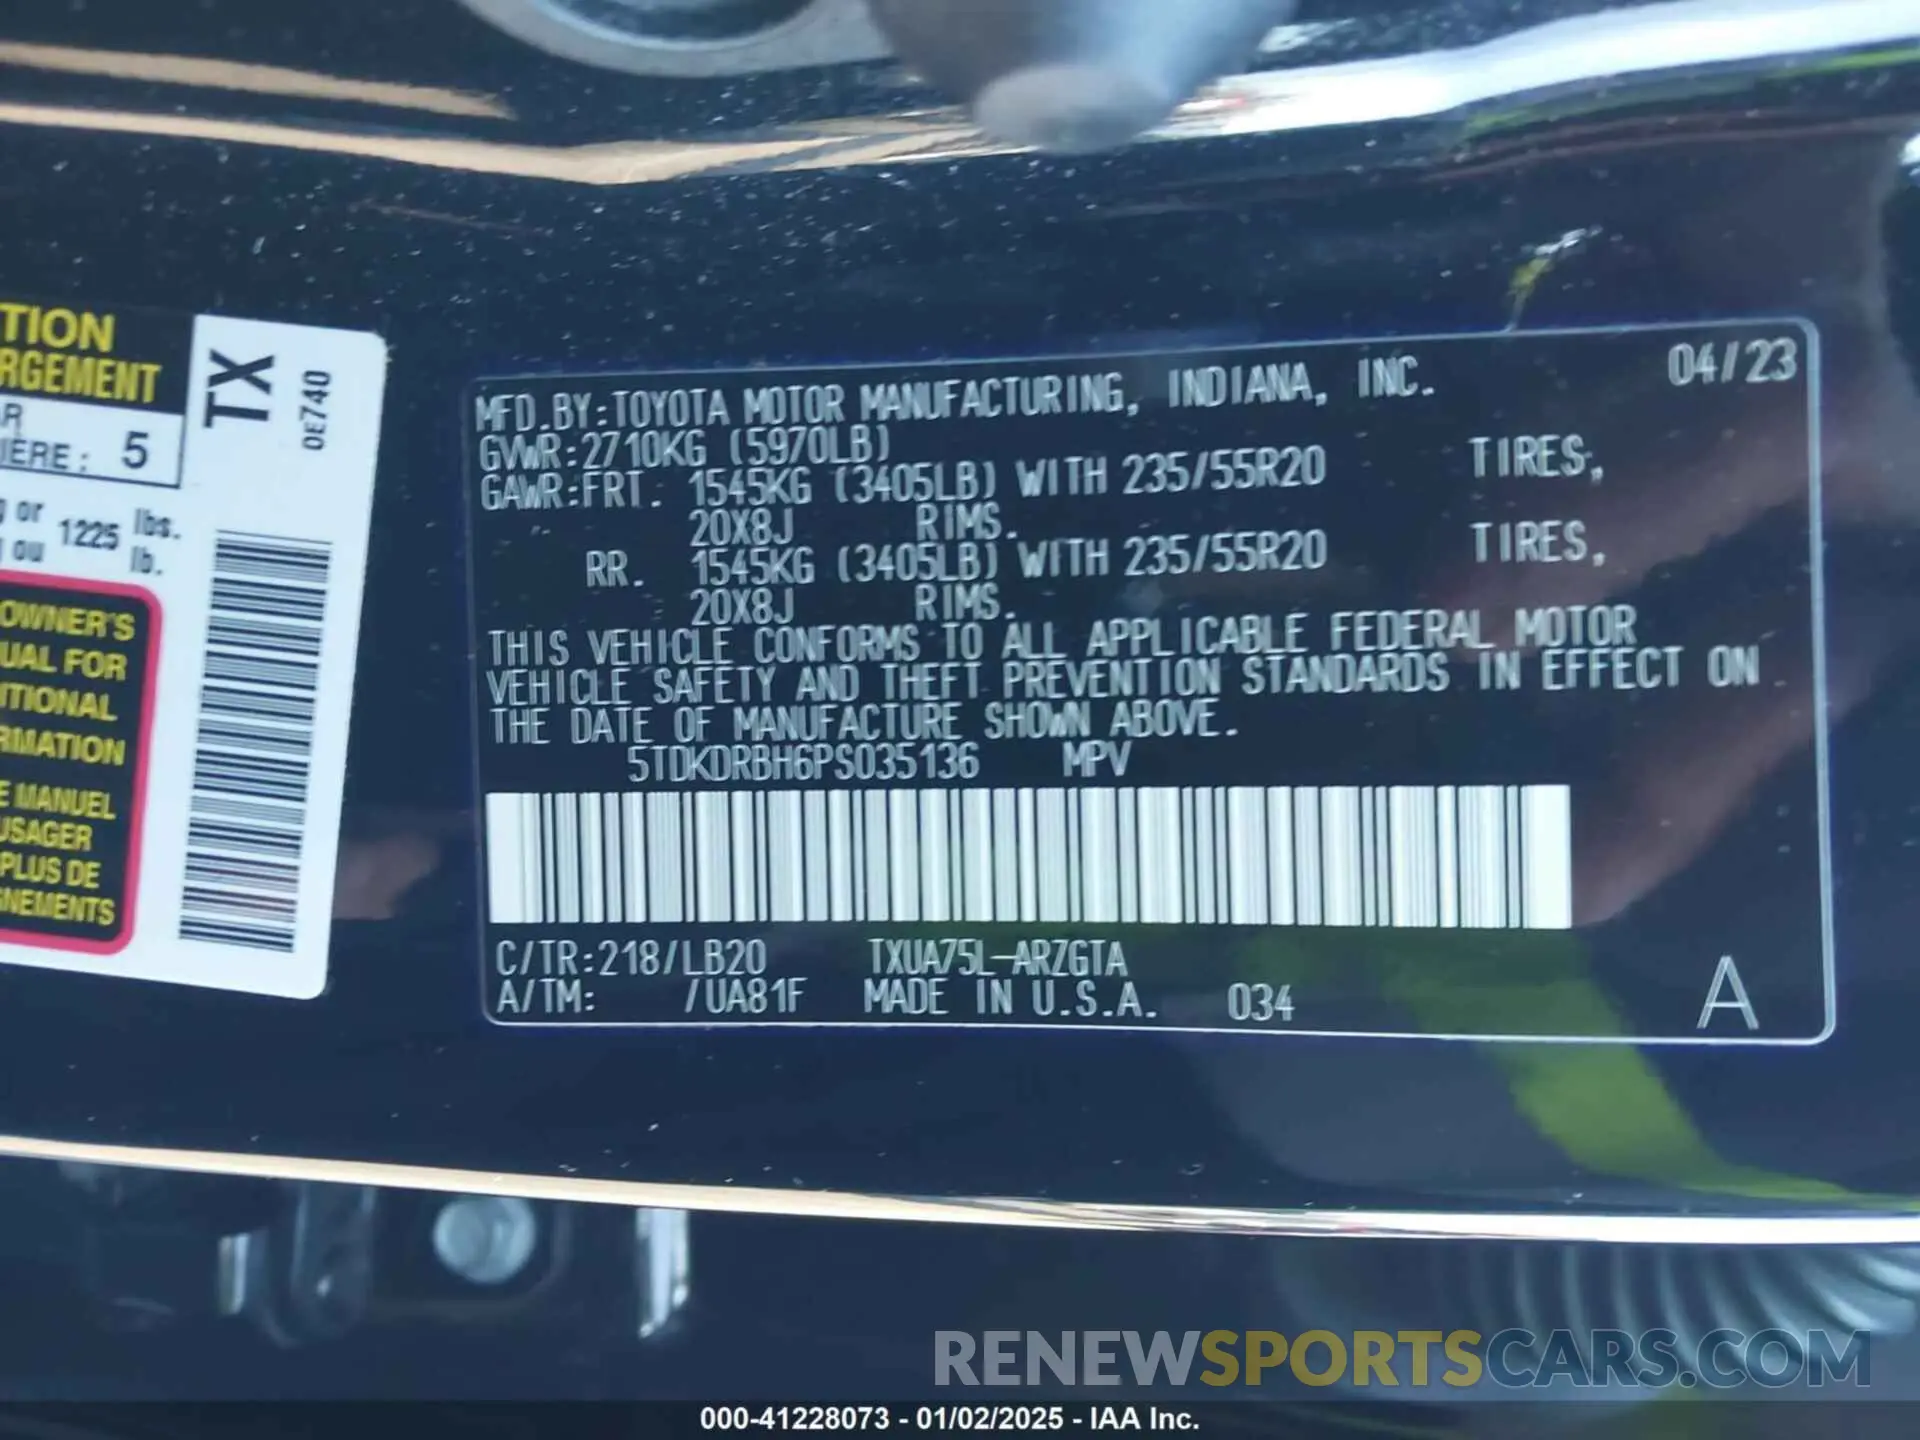 TION
RGEMENT
AR
IERE : 5
g or 1225 lbs.
ou lb.
OWNER'S
UAL FOR
ITIONAL
RMATION
E MANUEL
USAGER
PLUS DE
GNEMENTS
TX
0E740
MFD.BY:TOYOTA MOTOR MANUFACTURING, INDIANA, INC. 04/23
GVWR:2710KG (5970LB)
GAWR:FRT. 1545KG (3405LB) WITH 235/55R20 TIRES,
20X8J RIMS.
RR. 1545KG (3405LB) WITH 235/55R20 TIRES,
20X8J RIMS.
THIS VEHICLE CONFORMS TO ALL APPLICABLE FEDERAL MOTOR
VEHICLE SAFETY AND THEFT PREVENTION STANDARDS IN EFFECT ON
THE DATE OF MANUFACTURE SHOWN ABOVE.
5TDKDRBH6PS035136 MPV
C/TR:218/LB20 TXUA75L-ARZGTA
A/TM: /UA81F MADE IN U.S.A. 034 A
RENEWSPORTSCARS.COM
000-41228073 - 01/02/2025 - IAA Inc.